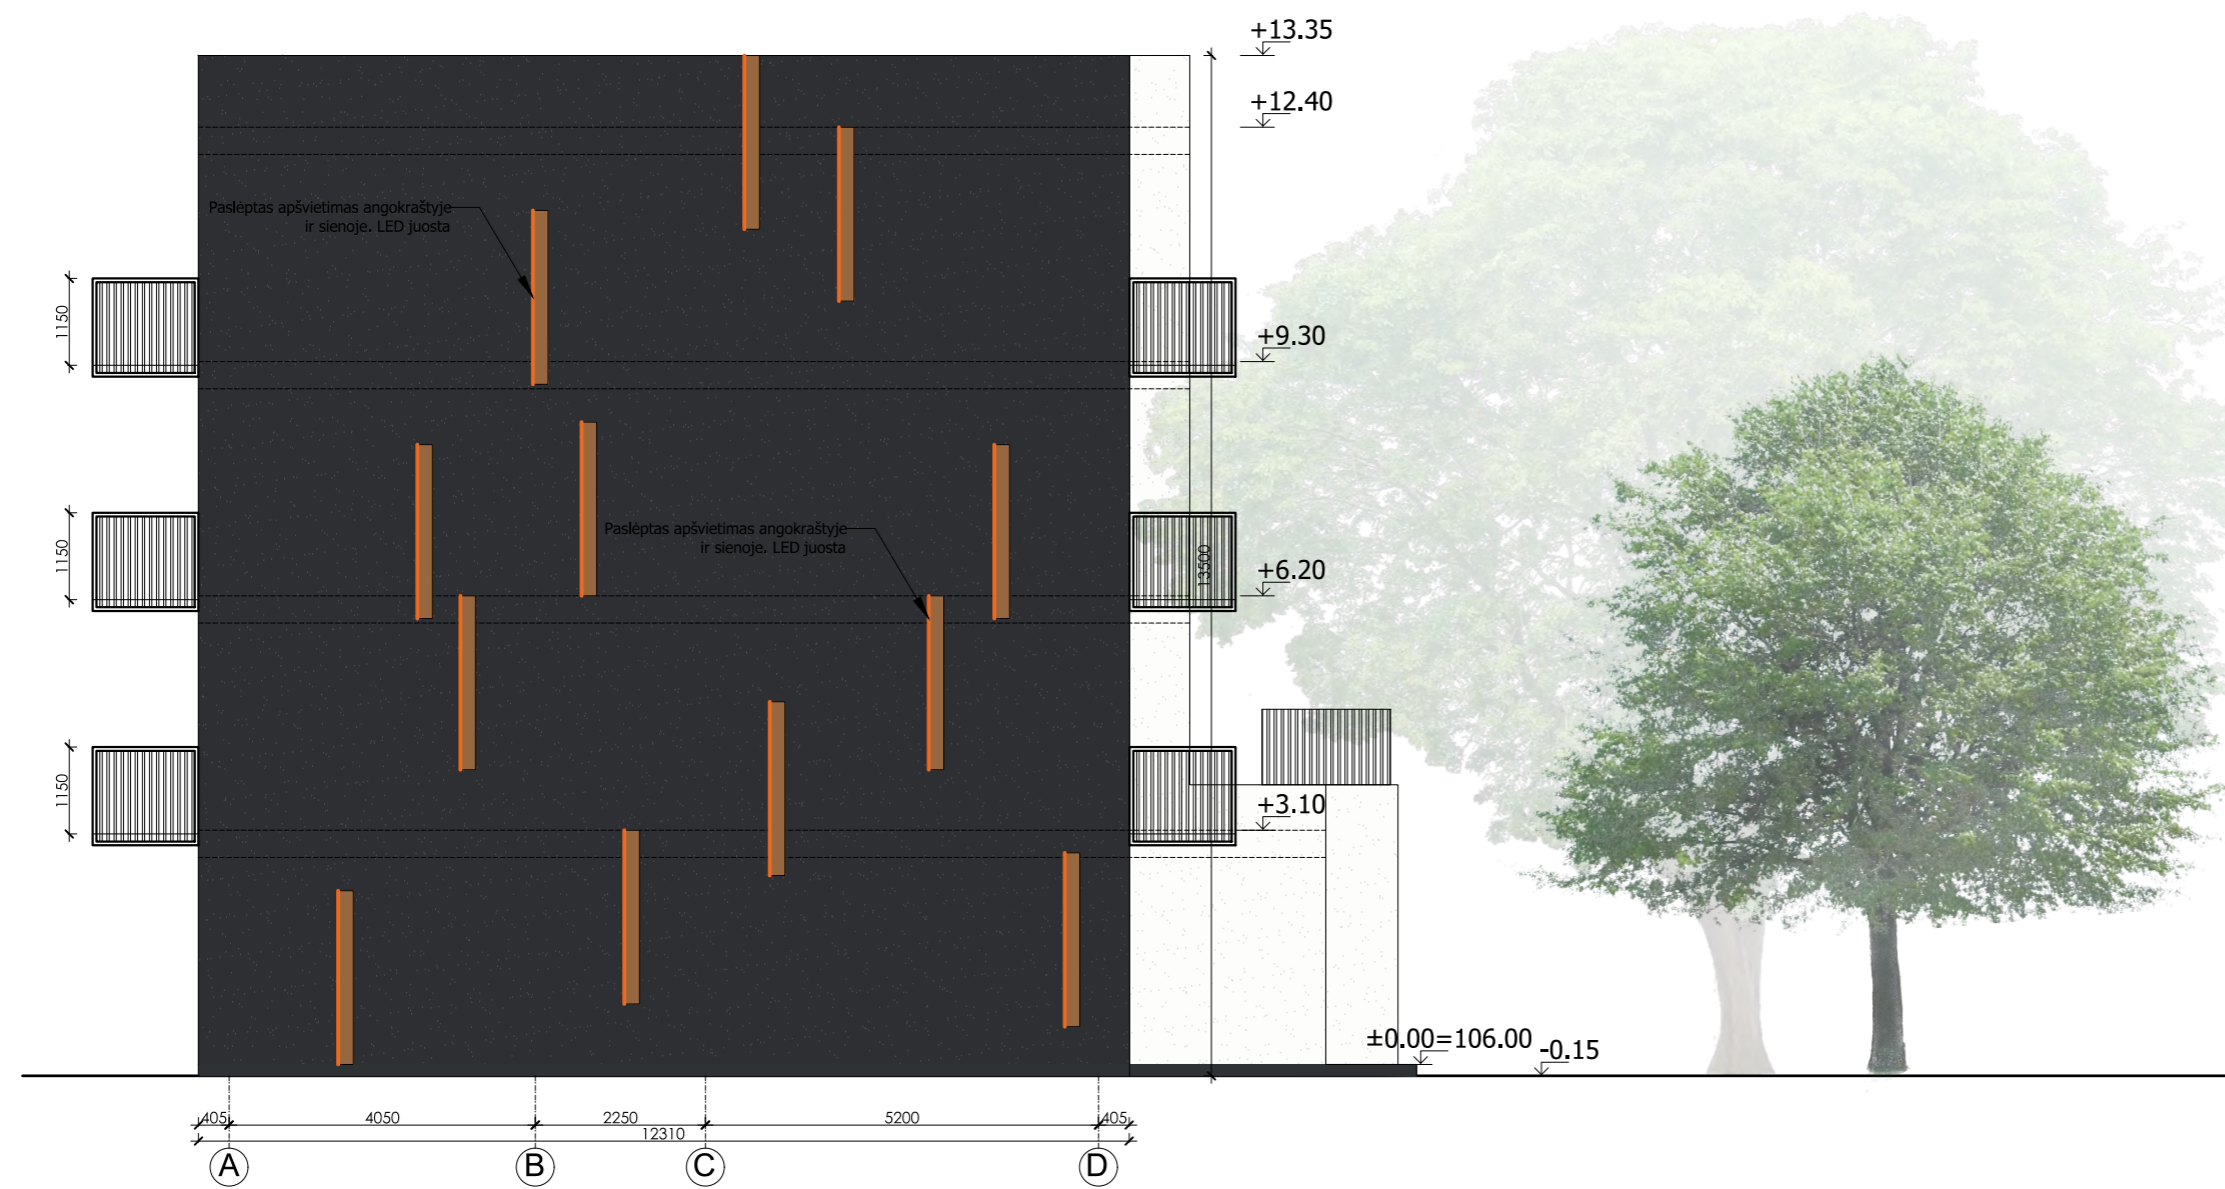 +13.35
+12.40
Paslėptas apšvietimas angokraštyje
ir sienoje. LED juosta
1150
+9.30
1150
Paslėptas apšvietimas angokraštyje
ir sienoje. LED juosta
13500
+6.20
1150
+3.10
±0.00=106.00
-0.15
405
4050
2250
5200
405
12310
A
B
C
D